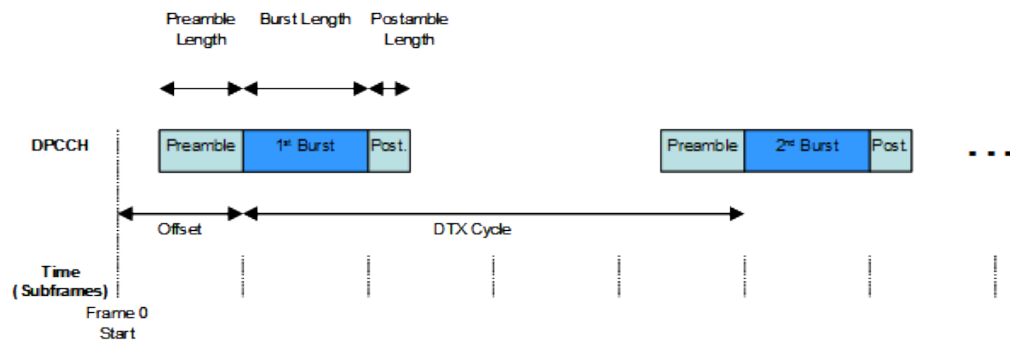 Preamble Length
Burst Length
Postamble Length
DPCCH
Preamble
1st Burst
Post.
Preamble
2nd Burst
Post.
...
Offset
DTX Cycle
Time
(Subframes)
Frame 0
Start